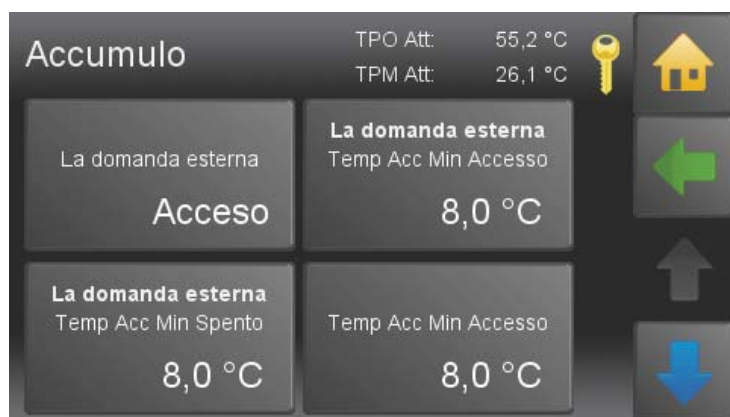 Accumulo
TPO Att: 55,2 °C
TPM Att: 26,1 °C
La domanda esterna
Acceso
La domanda esterna
Temp Acc Min Accesso
8,0 °C
La domanda esterna
Temp Acc Min Spento
8,0 °C
Temp Acc Min Accesso
8,0 °C